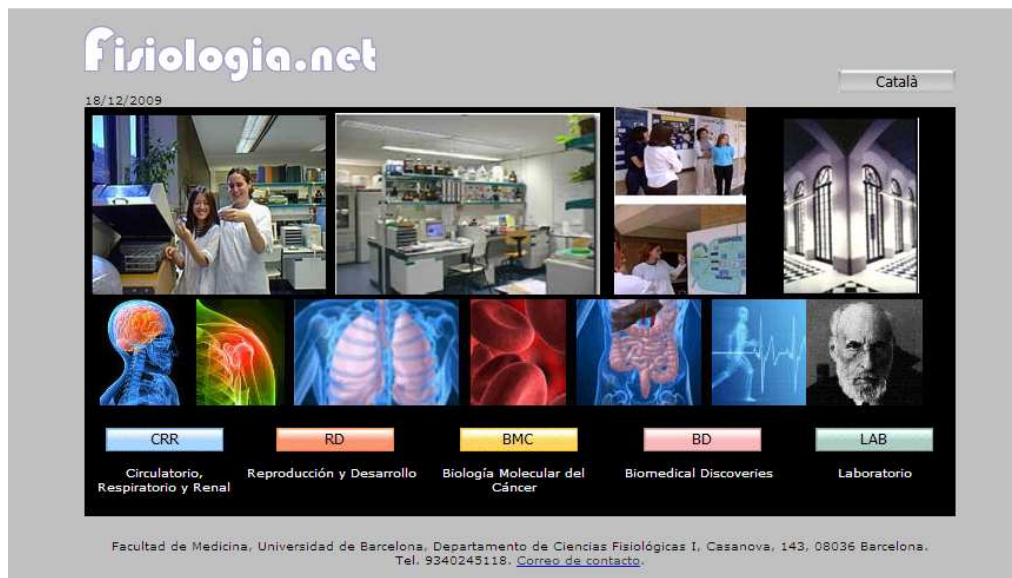 Fisiologia.net
Català
18/12/2009
CRR
RD
BMC
BD
LAB
Circulatorio,
Respiratorio y Renal
Reproducción y Desarrollo
Biología Molecular del
Cáncer
Biomedical Discoveries
Laboratorio
Facultad de Medicina, Universidad de Barcelona, Departamento de Ciencias Fisiológicas I, Casanova, 143, 08036 Barcelona.
Tel. 9340245118. Correo de contacto.